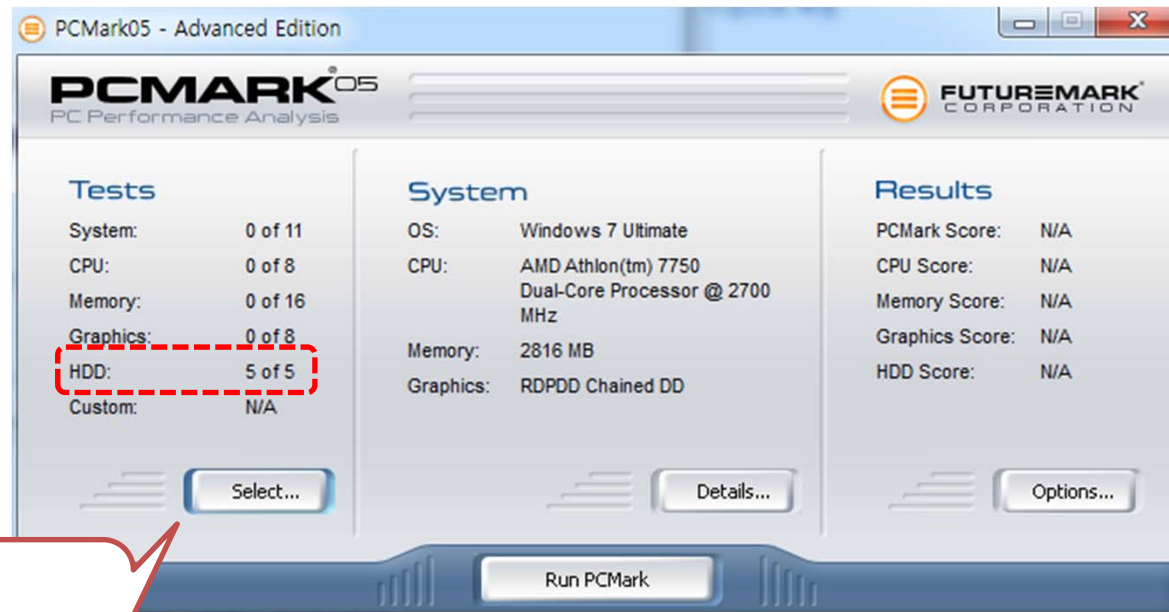 PCMark05 - Advanced Edition
PCMARK®05
PC Performance Analysis
FUTUREMARK
CORPORATION
Tests
System: 0 of 11
CPU: 0 of 8
Memory: 0 of 16
Graphics: 0 of 8
HDD: 5 of 5
Custom: N/A
Select...
System
OS: Windows 7 Ultimate
CPU: AMD Athlon(tm) 7750
Dual-Core Processor @ 2700
MHz
Memory: 2816 MB
Graphics: RDPDD Chained DD
Details...
Results
PCMark Score: N/A
CPU Score: N/A
Memory Score: N/A
Graphics Score: N/A
HDD Score: N/A
Options...
Run PCMark